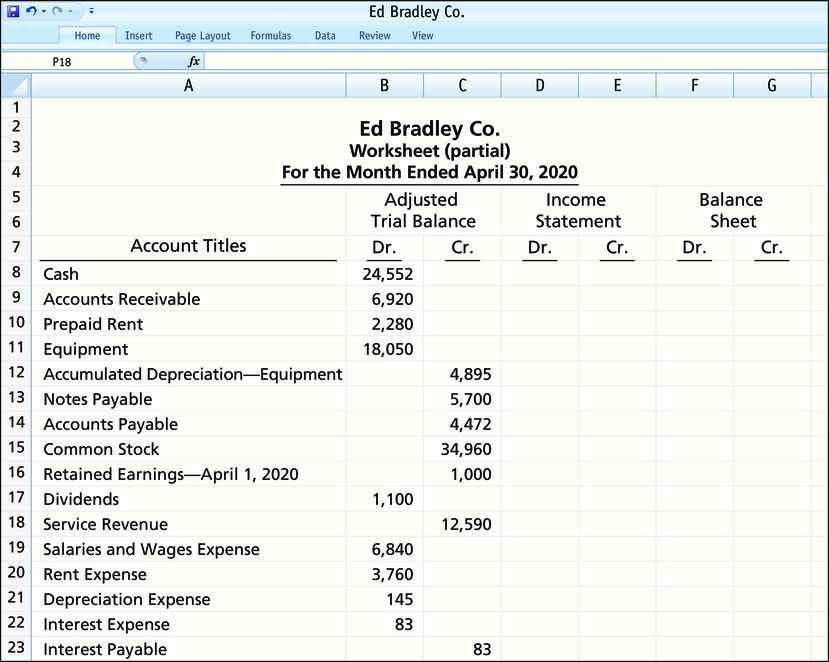 Ed Bradley Co.
Home Insert Page Layout Formulas Data Review View
P18 fx
A B C D E F G
1
2 Ed Bradley Co.
3 Worksheet (partial)
4 For the Month Ended April 30, 2020
5 Adjusted Income Balance
6 Trial Balance Statement Sheet
7 Account Titles Dr. Cr. Dr. Cr. Dr. Cr.
8 Cash 24,552
9 Accounts Receivable 6,920
10 Prepaid Rent 2,280
11 Equipment 18,050
12 Accumulated Depreciation—Equipment 4,895
13 Notes Payable 5,700
14 Accounts Payable 4,472
15 Common Stock 34,960
16 Retained Earnings—April 1, 2020 1,000
17 Dividends 1,100
18 Service Revenue 12,590
19 Salaries and Wages Expense 6,840
20 Rent Expense 3,760
21 Depreciation Expense 145
22 Interest Expense 83
23 Interest Payable 83